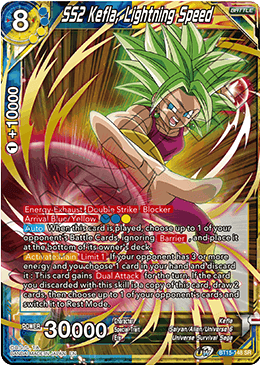 8
SS2 Kefla, Lightning Speed
BATTLE
1 +10000
Energy-Exhaust Double Strike Blocker
Arrival Blue/Yellow
Auto When this card is played, choose up to 1 of your
opponent's Battle Cards, ignoring Barrier, and place it
at the bottom of its owner's deck.
Activate Main Limit 1 If your opponent has 3 or more
energy and you choose 1 card in your hand and discard
it: This card gains Dual Attack for the turn. If the card
you discarded with this skill is a copy of this card, draw 2
cards, then choose up to 1 of your opponent's cards and
switch it to Rest Mode.
POWER 30000
Character Kefla
Special Trait Saiyan/Alien/Universe 6
Era Universe Survival Saga
BT15-148 SR